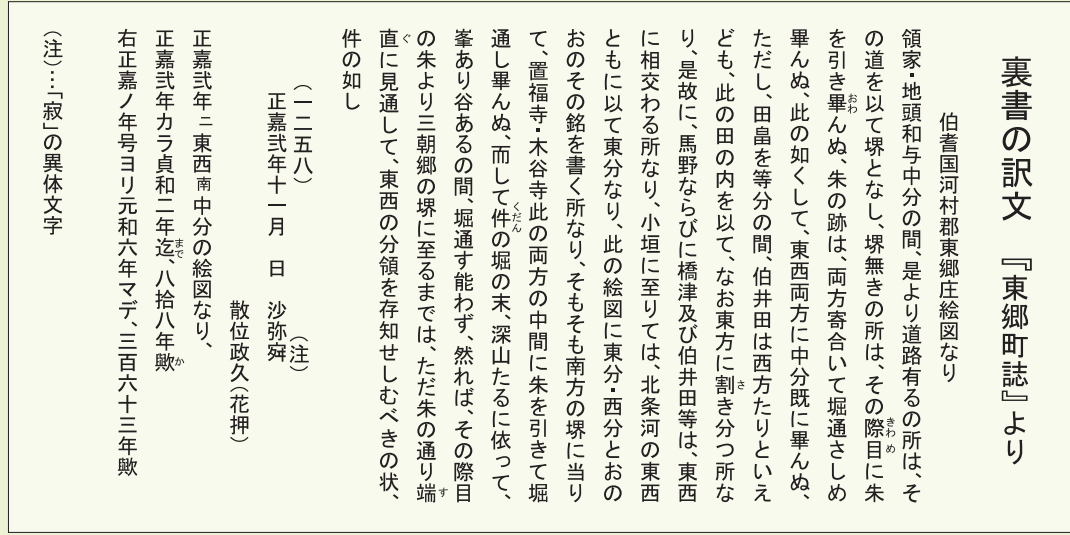 裏書の訳文　『東郷町誌』より
伯耆国河村郡東郷庄絵図なり
領家・地頭和与中分の間、是より道路有るの所は、そ
の道を以て堺となし、堺無きの所は、その際目に朱
きわめ
を引き畢んぬ、朱の跡は、両方寄合いて堀通さしめ
おわ
畢んぬ、此の如くして、東西両方に中分既に畢んぬ、
ただし、田畠を等分の間、伯井田は西方たりといえ
ども、此の田の内を以て、なお東方に割き分つ所な
さ
り、是故に、馬野ならびに橋津及び伯井田等は、東西
に相交わる所なり、小垣に至りては、北条河の東西
ともに以て東分なり、此の絵図に東分・西分とおの
おのその銘を書く所なり、そもそも南方の堺に当り
て、置福寺・木谷寺此の両方の中間に朱を引きて堀
通し畢んぬ、而して件の堀の末、深山たるに依って、
くだん
峯あり谷あるの間、堀通す能わず、然れば、その際目
の朱より三朝郷の堺に至るまでは、ただ朱の通り端
す
直に見通して、東西の分領を存知せしむべきの状、
ぐ
件の如し
（一二五八）
正嘉弐年十一月　日　沙弥㝥
（注）
散位政久（花押）
正嘉弐年ニ東西南中分の絵図なり、
正嘉弐年カラ貞和二年迄、八拾八年歟
まで
か
右正嘉ノ年号ヨリ元和六年マデ、三百六十三年歟
（注）…「寂」の異体文字